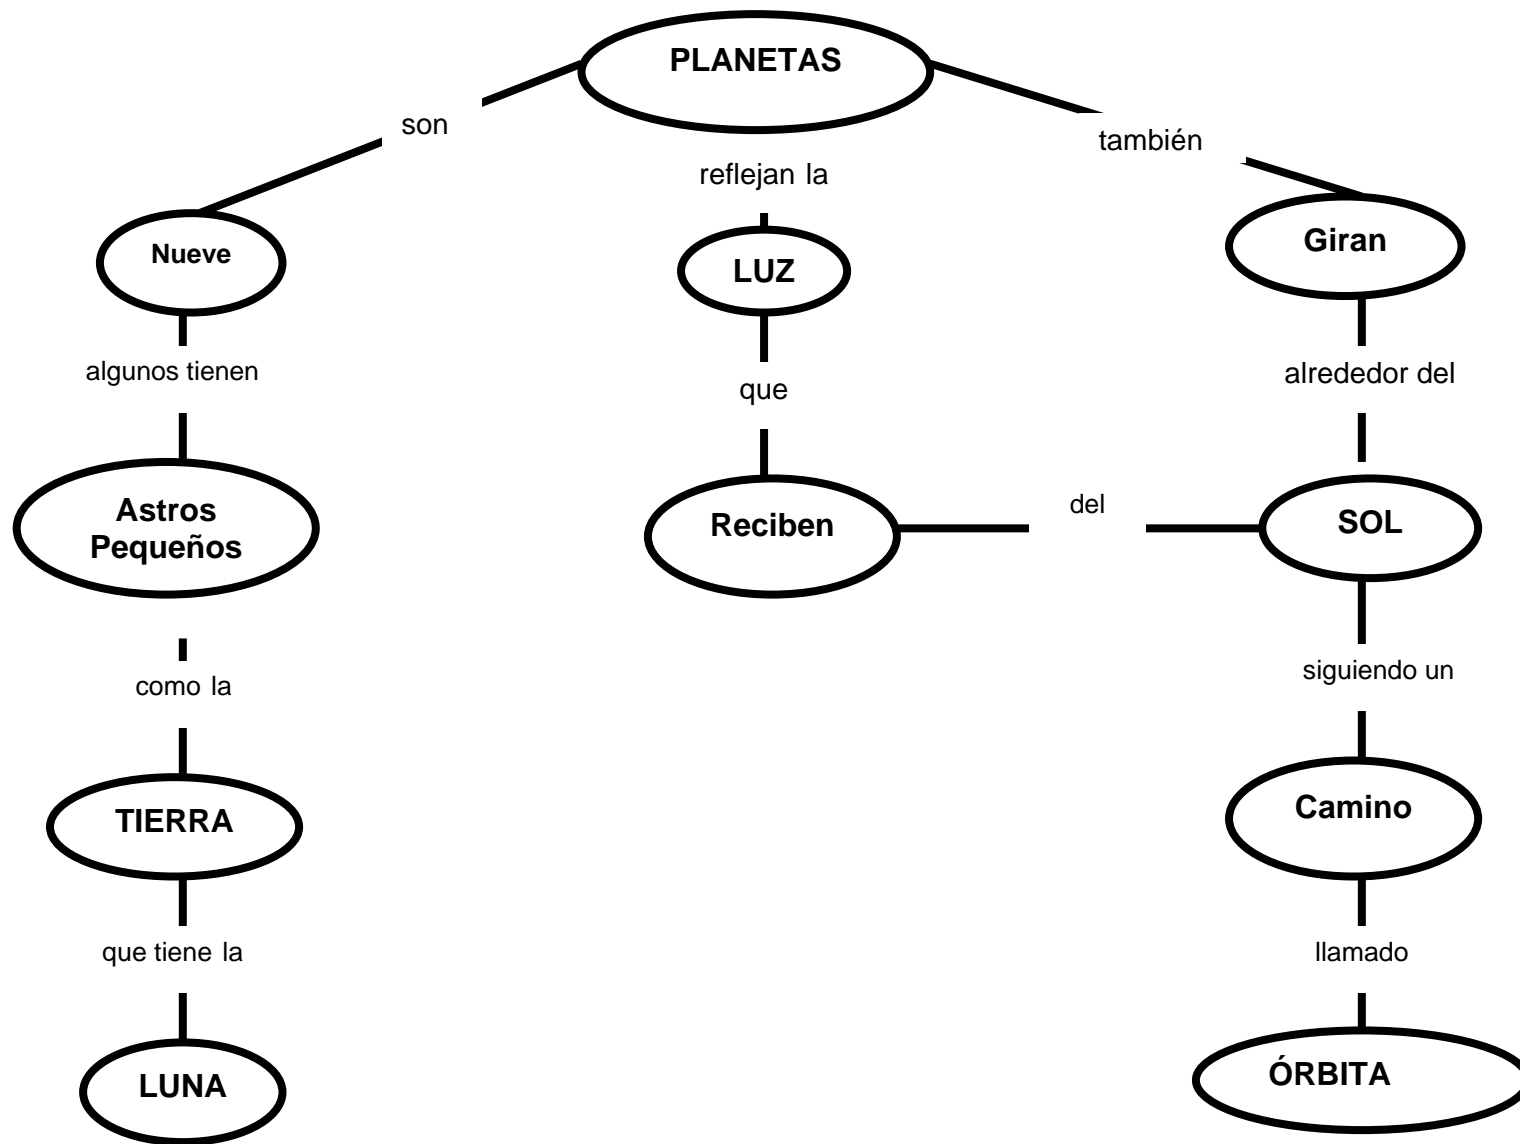 PLANETAS
son
también
reflejan la
Nueve
LUZ
Giran
algunos tienen
que
alrededor del
Astros
Pequeños
Reciben
del
SOL
como la
siguiendo un
TIERRA
Camino
que tiene la
llamado
LUNA
ÓRBITA